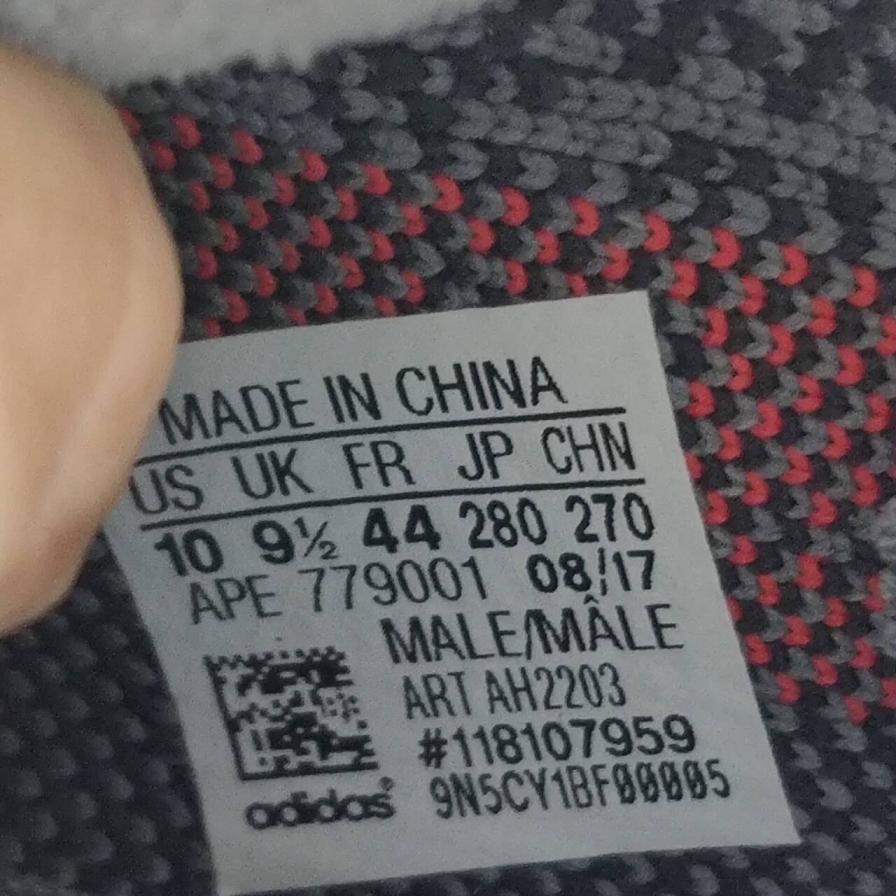 MADE IN CHINA
US UK FR JP CHN
10 9½ 44 280 270
APE 779001 08/17
MALE/MÂLE
ART AH2203
#118107959
adidas® 9N5CY1BF00005